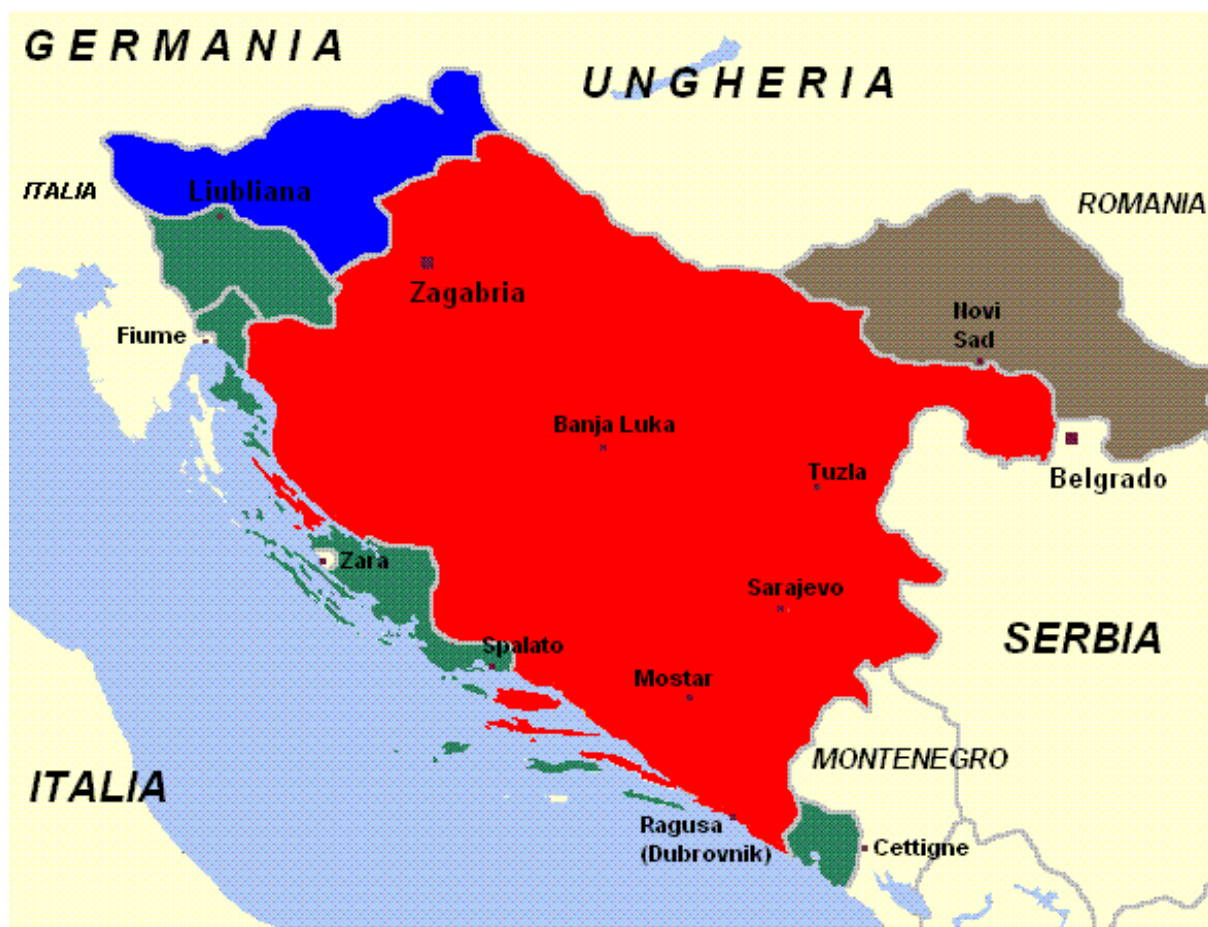 GERMANIA
UNGHERIA
ITALIA
Liubliana
ROMANIA
Zagabria
Novi
Sad
Fiume
Banja Luka
Tuzla
Belgrado
Zara
Sarajevo
SERBIA
Spalato
Mostar
MONTENEGRO
ITALIA
Ragusa
(Dubrovnik)
Cettigne